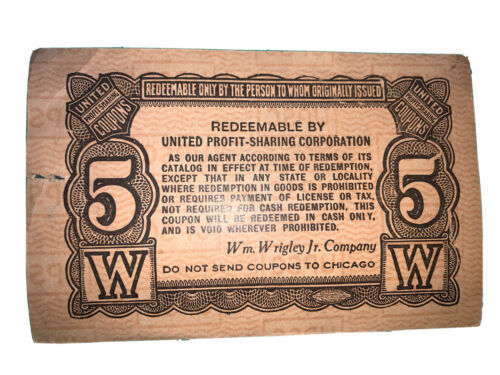 REDEEMABLE ONLY BY THE PERSON TO WHOM ORIGINALLY ISSUED
UNITED
PROFIT-SHARING
COUPONS
UNITED
PROFIT-SHARING
COUPONS
REDEEMABLE BY
UNITED PROFIT-SHARING CORPORATION
AS OUR AGENT ACCORDING TO TERMS OF ITS
CATALOG IN EFFECT AT TIME OF REDEMPTION,
EXCEPT THAT IN ANY STATE OR LOCALITY
WHERE REDEMPTION IN GOODS IS PROHIBITED
OR REQUIRES PAYMENT OF LICENSE OR TAX,
NOT REQUIRED FOR CASH REDEMPTION, THIS
COUPON WILL BE REDEEMED IN CASH ONLY,
AND IS VOID WHEREVER PROHIBITED.
Wm. Wrigley Jr. Company
DO NOT SEND COUPONS TO CHICAGO
5
W
5
W